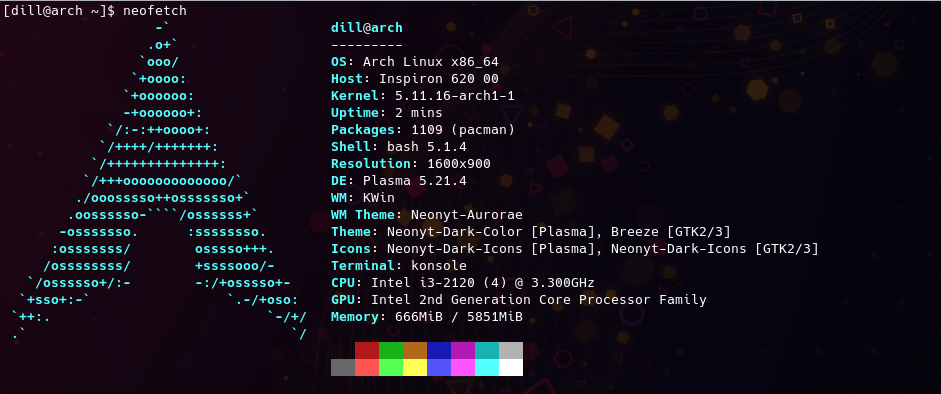 [dill@arch ~]$ neofetch
                   -`                    dill@arch
                  .o+`                   ---------
                 `ooo/                   OS: Arch Linux x86_64
                `+oooo:                  Host: Inspiron 620 00
               `+oooooo:                 Kernel: 5.11.16-arch1-1
               -+oooooo+:                Uptime: 2 mins
             `/:-:++oooo+:               Packages: 1109 (pacman)
            `/++++/+++++++:              Shell: bash 5.1.4
           `/++++++++++++++:             Resolution: 1600x900
          `/+++ooooooooooooo/`           DE: Plasma 5.21.4
         ./ooosssso++osssssso+`          WM: KWin
        .oossssso-````/ossssss+`         WM Theme: Neonyt-Aurorae
       -osssssso.      :ssssssso.        Theme: Neonyt-Dark-Color [Plasma], Breeze [GTK2/3]
      :osssssss/        osssso+++.       Icons: Neonyt-Dark-Icons [Plasma], Neonyt-Dark-Icons [GTK2/3]
     /ossssssss/        +ssssooo/-       Terminal: konsole
   `/ossssso+/:-        -:/+osssso+-     CPU: Intel i3-2120 (4) @ 3.300GHz
  `+sso+:-`                 `.-/+oso:    GPU: Intel 2nd Generation Core Processor Family
 `++:.                           `-/+/   Memory: 666MiB / 5851MiB
 .`                                 `/